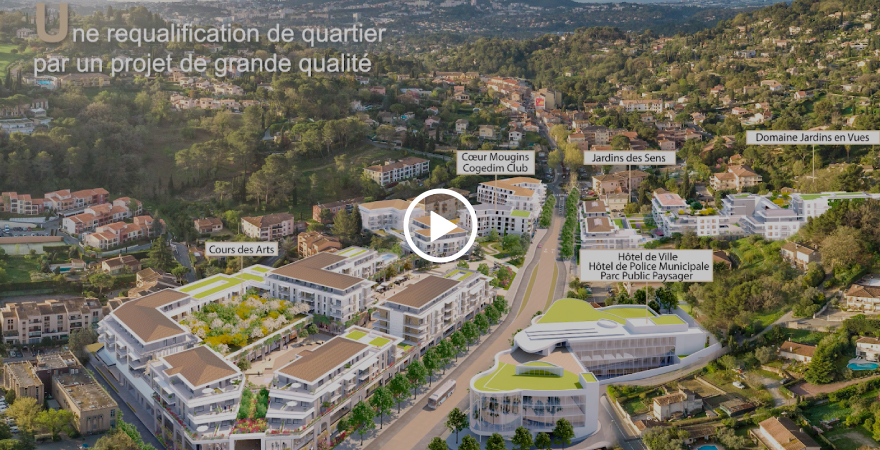 Une requalification de quartier
par un projet de grande qualité
Domaine Jardins en Vues
Cœur Mougins
Cogedim Club
Jardins des Sens
Cours des Arts
Hôtel de Ville
Hôtel de Police Municipale
Parc Public Paysager